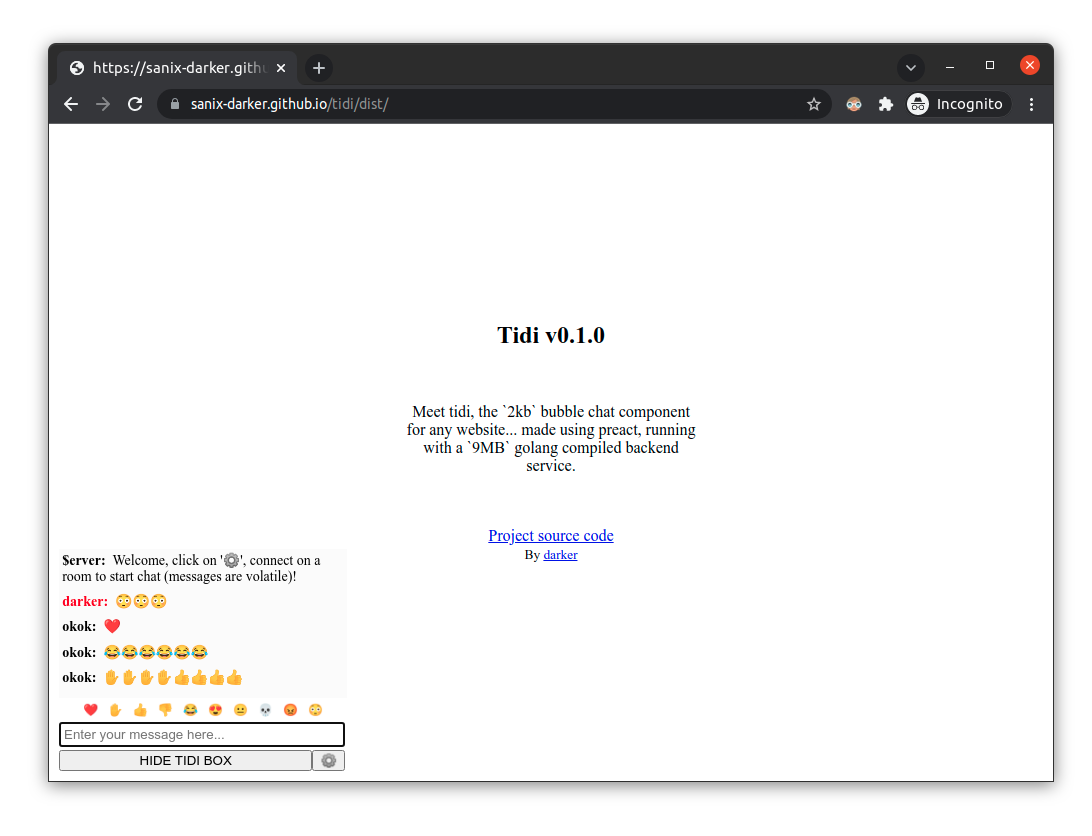 https://sanix-darker.gith
sanix-darker.github.io/tidi/dist/
Incognito
Tidi v0.1.0
Meet tidi, the `2kb` bubble chat component
for any website... made using preact, running
with a `9MB` golang compiled backend
service.
Project source code
By darker
$erver: Welcome, click on '⚙️', connect on a
room to start chat (messages are volatile)!
darker: 😳😳😳
okok: ❤️
okok: 😂😂😂😂😂😂
okok: ✋✋✋✋👍👍👍👍
❤️ ✋ 👍 👎 😂 😍 😐 💀 😡 😳
Enter your message here...
HIDE TIDI BOX ⚙️